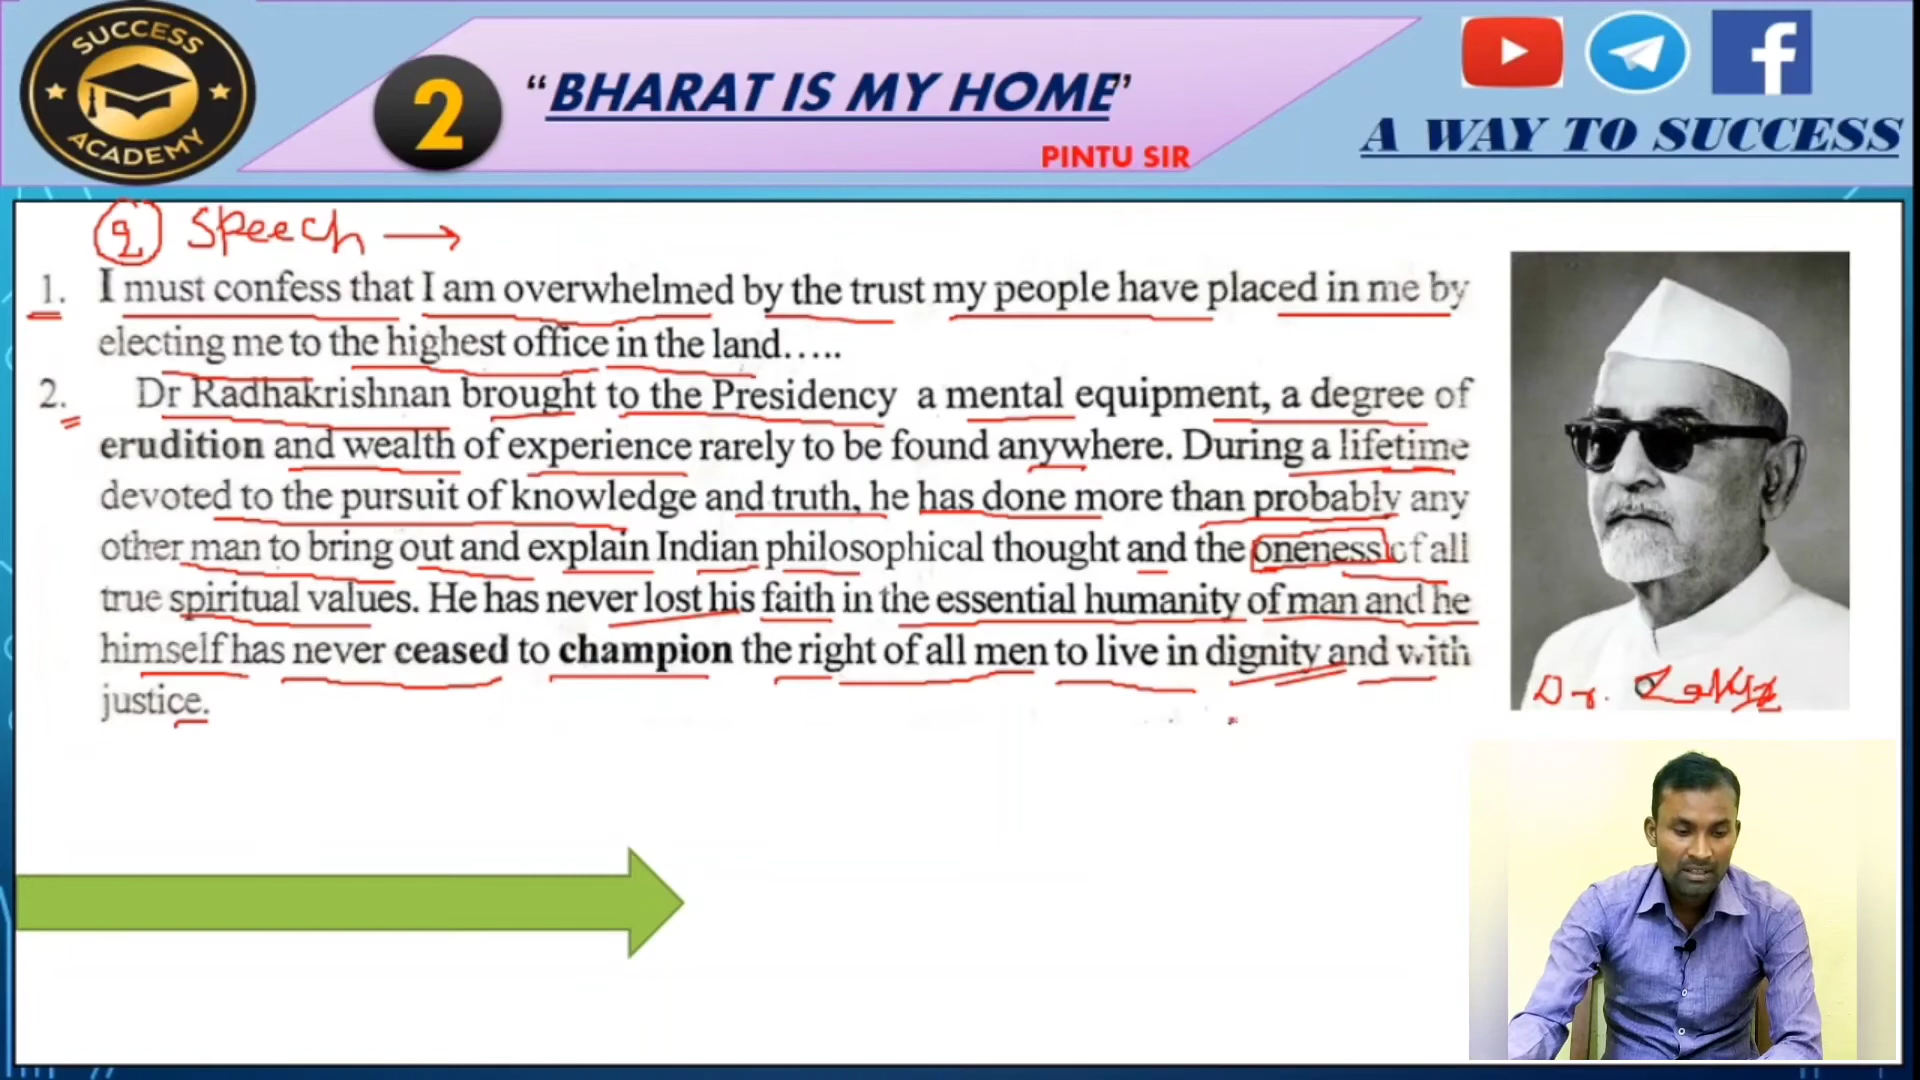 SUCCESS
ACADEMY
2
“BHARAT IS MY HOME”
PINTU SIR
A WAY TO SUCCESS
Speech →
1. I must confess that I am overwhelmed by the trust my people have placed in me by
electing me to the highest office in the land…..
2. Dr Radhakrishnan brought to the Presidency a mental equipment, a degree of
erudition and wealth of experience rarely to be found anywhere. During a lifetime
devoted to the pursuit of knowledge and truth, he has done more than probably any
other man to bring out and explain Indian philosophical thought and the oneness of all
true spiritual values. He has never lost his faith in the essential humanity of man and he
himself has never ceased to champion the right of all men to live in dignity and with
justice.
Dr.